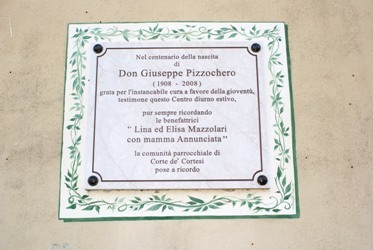 Nel centenario della nascita
di
Don Giuseppe Pizzochero
(1908 - 2008)
grata per l'instancabile cura a favore della gioventù,
testimone questo Centro diurno estivo,
pur sempre ricordando
le benefattrici
" Lina ed Elisa Mazzolari
con mamma Annunciata"
la comunità parrocchiale di
Corte de' Cortesi
pose a ricordo